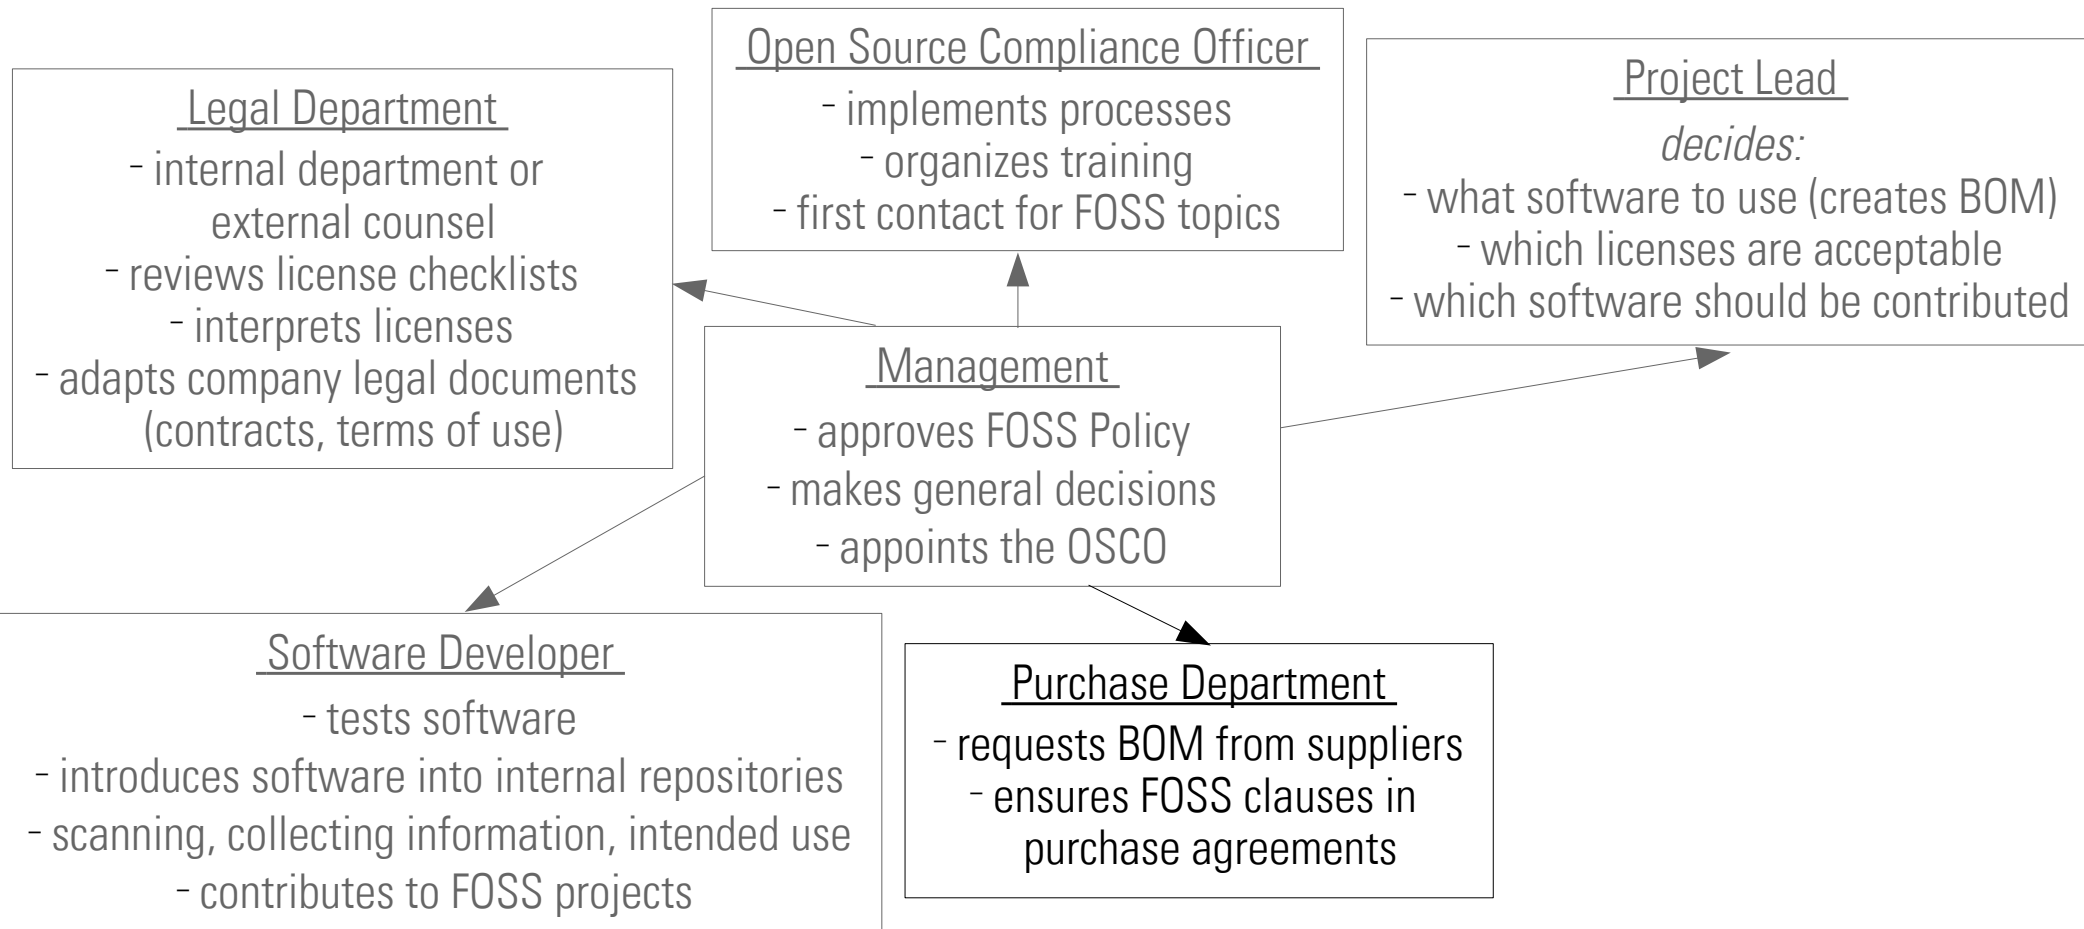 Open Source Compliance Officer
- implements processes
- organizes training
- first contact for FOSS topics
Legal Department
- internal department or
external counsel
- reviews license checklists
- interprets licenses
- adapts company legal documents
(contracts, terms of use)
Project Lead
decides:
- what software to use (creates BOM)
- which licenses are acceptable
- which software should be contributed
Management
- approves FOSS Policy
- makes general decisions
- appoints the OSCO
Software Developer
- tests software
- introduces software into internal repositories
- scanning, collecting information, intended use
- contributes to FOSS projects
Purchase Department
- requests BOM from suppliers
- ensures FOSS clauses in
purchase agreements